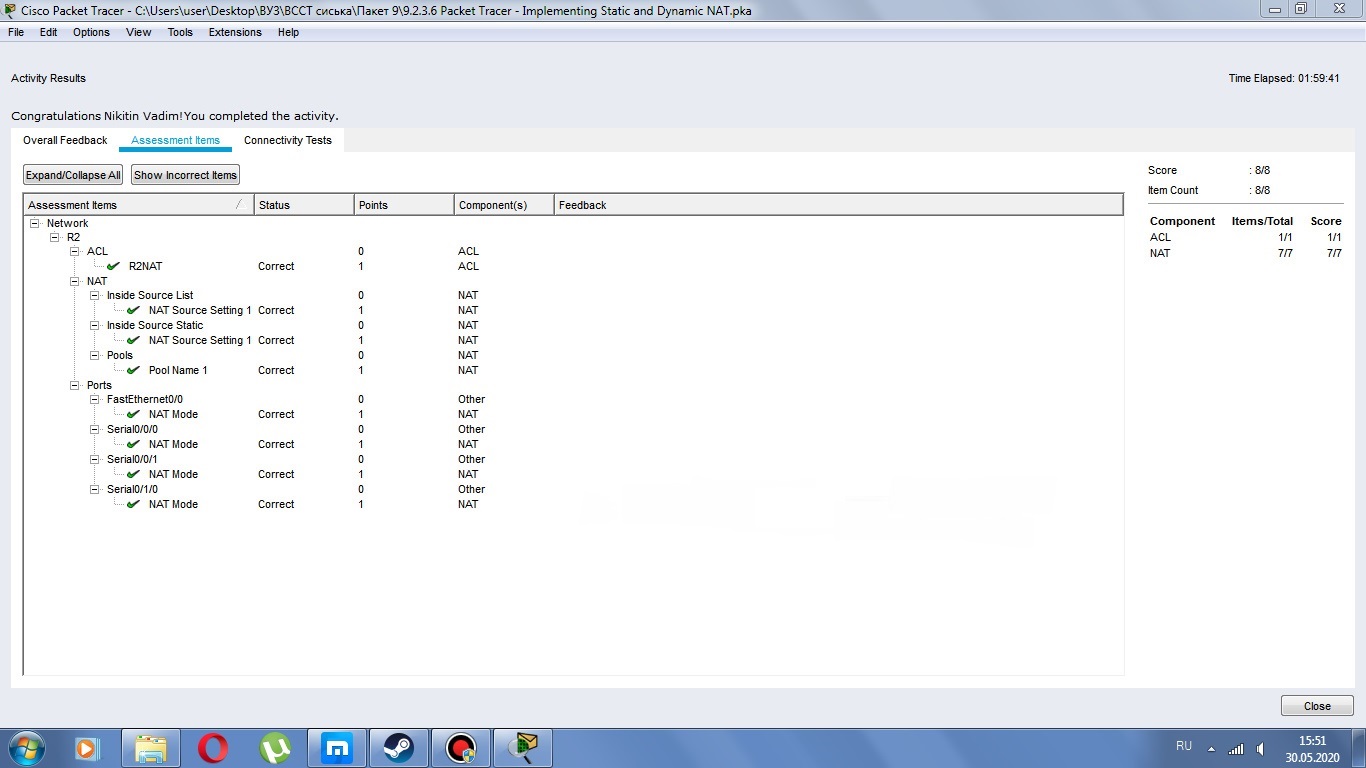 Cisco Packet Tracer - C:\Users\user\Desktop\ВУЗ\ВССТ сиська\Пакет 9\9.2.3.6 Packet Tracer - Implementing Static and Dynamic NAT.pka
File Edit Options View Tools Extensions Help
Activity Results
Time Elapsed: 01:59:41
Congratulations Nikitin Vadim!You completed the activity.
Overall Feedback Assessment Items Connectivity Tests
Expand/Collapse All Show Incorrect Items
Assessment Items Status Points Component(s) Feedback
Network
R2
ACL 0 ACL
R2NAT Correct 1 ACL
NAT
Inside Source List 0 NAT
NAT Source Setting 1 Correct 1 NAT
Inside Source Static 0 NAT
NAT Source Setting 1 Correct 1 NAT
Pools 0 NAT
Pool Name 1 Correct 1 NAT
Ports
FastEthernet0/0 0 Other
NAT Mode Correct 1 NAT
Serial0/0/0 0 Other
NAT Mode Correct 1 NAT
Serial0/0/1 0 Other
NAT Mode Correct 1 NAT
Serial0/1/0 0 Other
NAT Mode Correct 1 NAT
Score : 8/8
Item Count : 8/8
Component Items/Total Score
ACL 1/1 1/1
NAT 7/7 7/7
Close
RU
15:51
30.05.2020